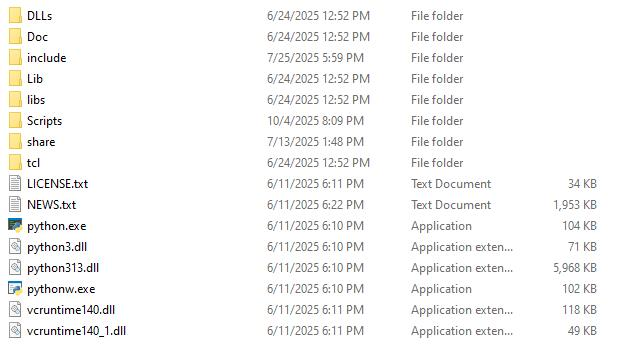 DLLs 6/24/2025 12:52 PM File folder
Doc 6/24/2025 12:52 PM File folder
include 7/25/2025 5:59 PM File folder
Lib 6/24/2025 12:52 PM File folder
libs 6/24/2025 12:52 PM File folder
Scripts 10/4/2025 8:09 PM File folder
share 7/13/2025 1:48 PM File folder
tcl 6/24/2025 12:52 PM File folder
LICENSE.txt 6/11/2025 6:11 PM Text Document 34 KB
NEWS.txt 6/11/2025 6:22 PM Text Document 1,953 KB
python.exe 6/11/2025 6:10 PM Application 104 KB
python3.dll 6/11/2025 6:10 PM Application exten... 71 KB
python313.dll 6/11/2025 6:10 PM Application exten... 5,968 KB
pythonw.exe 6/11/2025 6:10 PM Application 102 KB
vcruntime140.dll 6/11/2025 6:11 PM Application exten... 118 KB
vcruntime140_1.dll 6/11/2025 6:11 PM Application exten... 49 KB